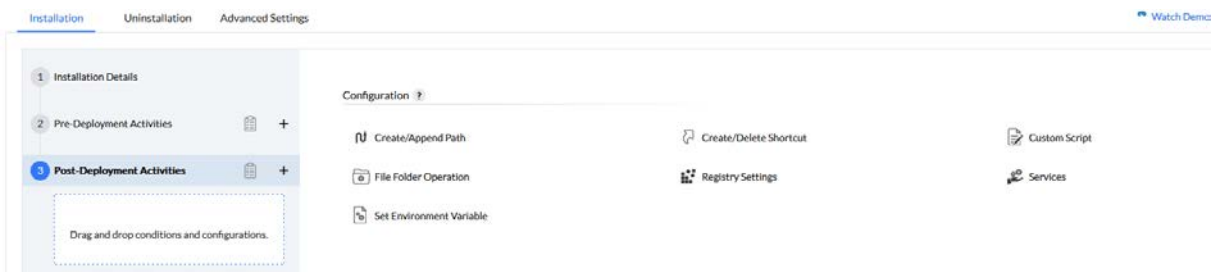 Installation Uninstallation Advanced Settings Watch Demo
1 Installation Details
Configuration ?
2 Pre-Deployment Activities +
Create/Append Path Create/Delete Shortcut Custom Script
3 Post-Deployment Activities +
File Folder Operation Registry Settings Services
Set Environment Variable
Drag and drop conditions and configurations.